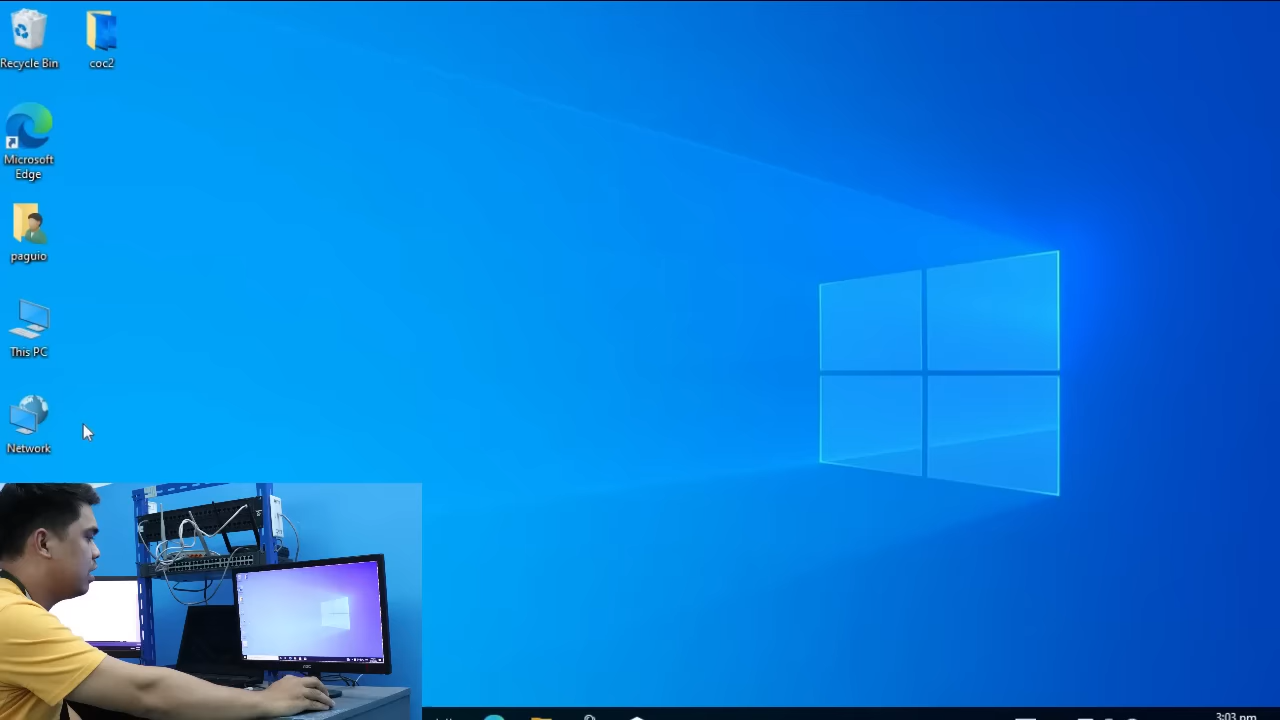 Recycle Bin
coc2
Microsoft
Edge
paguio
This PC
Network
3:03 pm